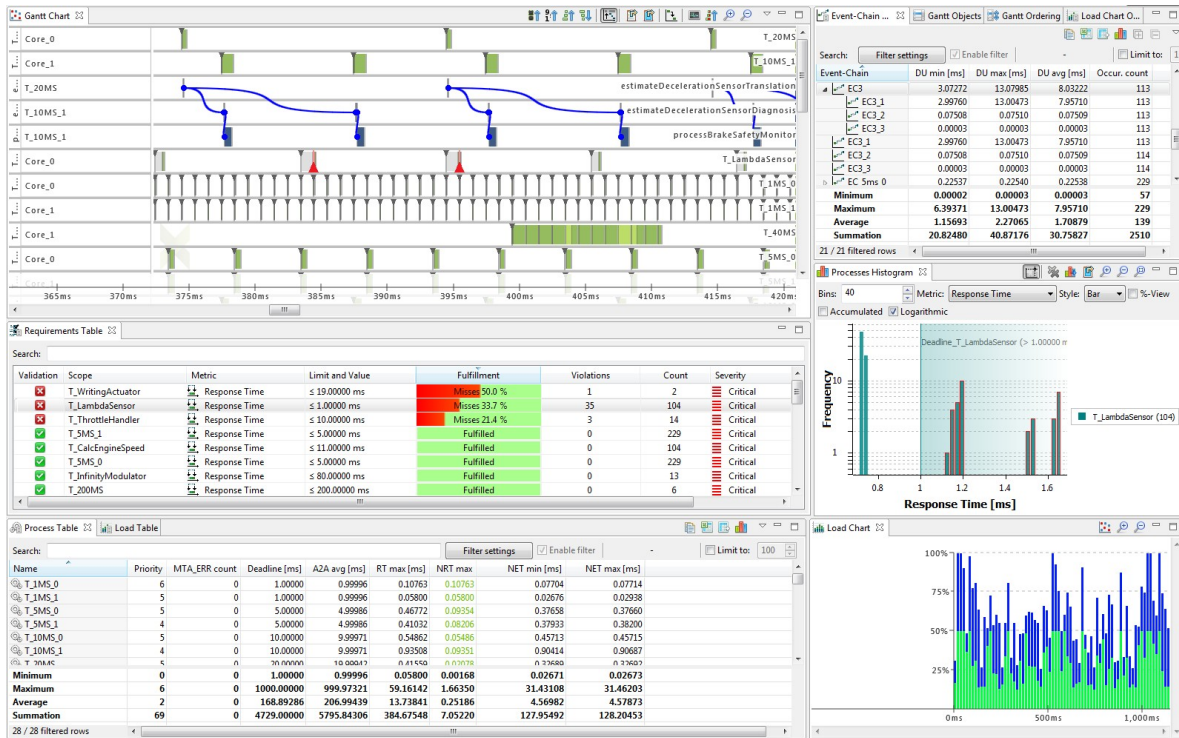 Gantt Chart
Core_0 T_20MS
Core_1 T_10MS_1
T_20MS estimateDecelerationSensorTranslation
T_10MS_1 estimateDecelerationSensorDiagnosis
T_10MS_1 processBrakeSafetyMonitor
Core_0 T_LambdaSensor
Core_0 T_1MS_0
Core_1 T_1MS_1
Core_1 T_40MS
Core_0 T_5MS_0
365ms 370ms 375ms 380ms 385ms 390ms 395ms 400ms 405ms 410ms 415ms 420ms
Event-Chain ... Gantt Objects Gantt Ordering Load Chart O...
Search: Filter settings Enable filter - Limit to:
Event-Chain DU min [ms] DU max [ms] DU avg [ms] Occur. count
EC3 3.07272 13.07985 8.03222 113
EC3_1 2.99760 13.00473 7.95710 113
EC3_2 0.07508 0.07510 0.07509 113
EC3_3 0.00003 0.00003 0.00003 113
EC3_1 2.99760 13.00473 7.95710 113
EC3_2 0.07508 0.07510 0.07509 114
EC3_3 0.00003 0.00003 0.00003 114
EC 5ms 0 0.22537 0.22540 0.22538 229
Minimum 0.00002 0.00003 0.00003 57
Maximum 6.39371 13.00473 7.95710 229
Average 1.15693 2.27065 1.70879 139
Summation 20.82480 40.87176 30.75827 2510
21 / 21 filtered rows
Processes Histogram
Bins: 40 Metric: Response Time Style: Bar %-View
Accumulated Logarithmic
Deadline_T_LambdaSensor (> 1.00000 m
Frequency
10
1
T_LambdaSensor (104)
0.8 1 1.2 1.4 1.6
Response Time [ms]
Requirements Table
Search:
Validation Scope Metric Limit and Value Fulfillment Violations Count Severity
T_WritingActuator Response Time ≤ 19.00000 ms Misses 50.0 % 1 2 Critical
T_LambdaSensor Response Time ≤ 1.00000 ms Misses 33.7 % 35 104 Critical
T_ThrottleHandler Response Time ≤ 10.00000 ms Misses 21.4 % 3 14 Critical
T_5MS_1 Response Time ≤ 5.00000 ms Fulfilled 0 229 Critical
T_CalcEngineSpeed Response Time ≤ 11.00000 ms Fulfilled 0 104 Critical
T_5MS_0 Response Time ≤ 5.00000 ms Fulfilled 0 229 Critical
T_InfinityModulator Response Time ≤ 80.00000 ms Fulfilled 0 13 Critical
T_200MS Response Time ≤ 200.00000 ms Fulfilled 0 6 Critical
Process Table Load Table
Search: Filter settings Enable filter - Limit to: 100
Name Priority MTA_ERR count Deadline [ms] A2A avg [ms] RT max [ms] NRT max NET min [ms] NET max [ms]
T_1MS_0 6 0 1.00000 0.99996 0.10763 0.10763 0.07704 0.07714
T_1MS_1 5 0 1.00000 0.99996 0.05800 0.05800 0.02676 0.02938
T_5MS_0 5 0 5.00000 4.99986 0.46772 0.09354 0.37658 0.37660
T_5MS_1 4 0 5.00000 4.99986 0.41032 0.08206 0.37933 0.38200
T_10MS_0 5 0 10.00000 9.99971 0.54862 0.05486 0.45713 0.45715
T_10MS_1 4 0 10.00000 9.99971 0.93508 0.09351 0.90414 0.90687
T_20MS 5 0 20.00000 19.99942 0.41559 0.02078 0.32689 0.32692
Minimum 0 0 1.00000 0.99996 0.05800 0.00168 0.02671 0.02673
Maximum 6 0 1000.00000 999.97321 59.16142 1.66350 31.43108 31.46203
Average 2 0 168.89286 206.99439 13.73841 0.25186 4.56982 4.57873
Summation 69 0 4729.00000 5795.84306 384.67548 7.05220 127.95492 128.20453
28 / 28 filtered rows
Load Chart
100%
75%
50%
25%
0ms 500ms 1,000ms